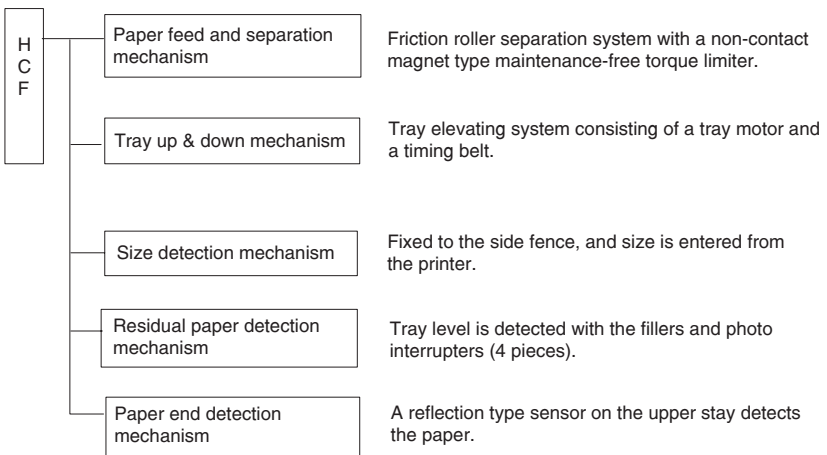 H
C
F
Paper feed and separation
mechanism
Friction roller separation system with a non-contact
magnet type maintenance-free torque limiter.
Tray up & down mechanism
Tray elevating system consisting of a tray motor and
a timing belt.
Size detection mechanism
Fixed to the side fence, and size is entered from
the printer.
Residual paper detection
mechanism
Tray level is detected with the fillers and photo
interrupters (4 pieces).
Paper end detection
mechanism
A reflection type sensor on the upper stay detects
the paper.